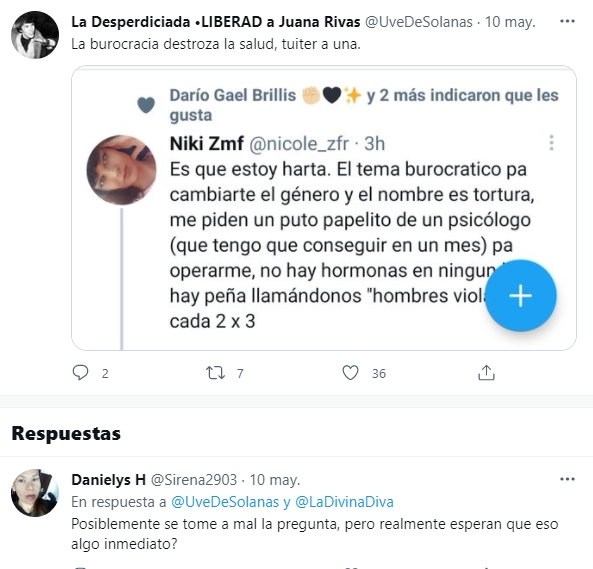 La Desperdiciada •LIBERAD a Juana Rivas @UveDeSolanas · 10 may.
La burocracia destroza la salud, tuiter a una.
Darío Gael Brillis ✊🏻🖤✨ y 2 más indicaron que les
gusta
Niki Zmf @nicole_zfr · 3h
Es que estoy harta. El tema burocratico pa
cambiarte el género y el nombre es tortura,
me piden un puto papelito de un psicólogo
(que tengo que conseguir en un mes) pa
operarme, no hay hormonas en
hay peña llamándonos "hombres
cada 2 x 3
2 7 36
Respuestas
Danielys H @Sirena2903 · 10 may.
En respuesta a @UveDeSolanas y @LaDivinaDiva
Posiblemente se tome a mal la pregunta, pero realmente esperan que eso
algo inmediato?